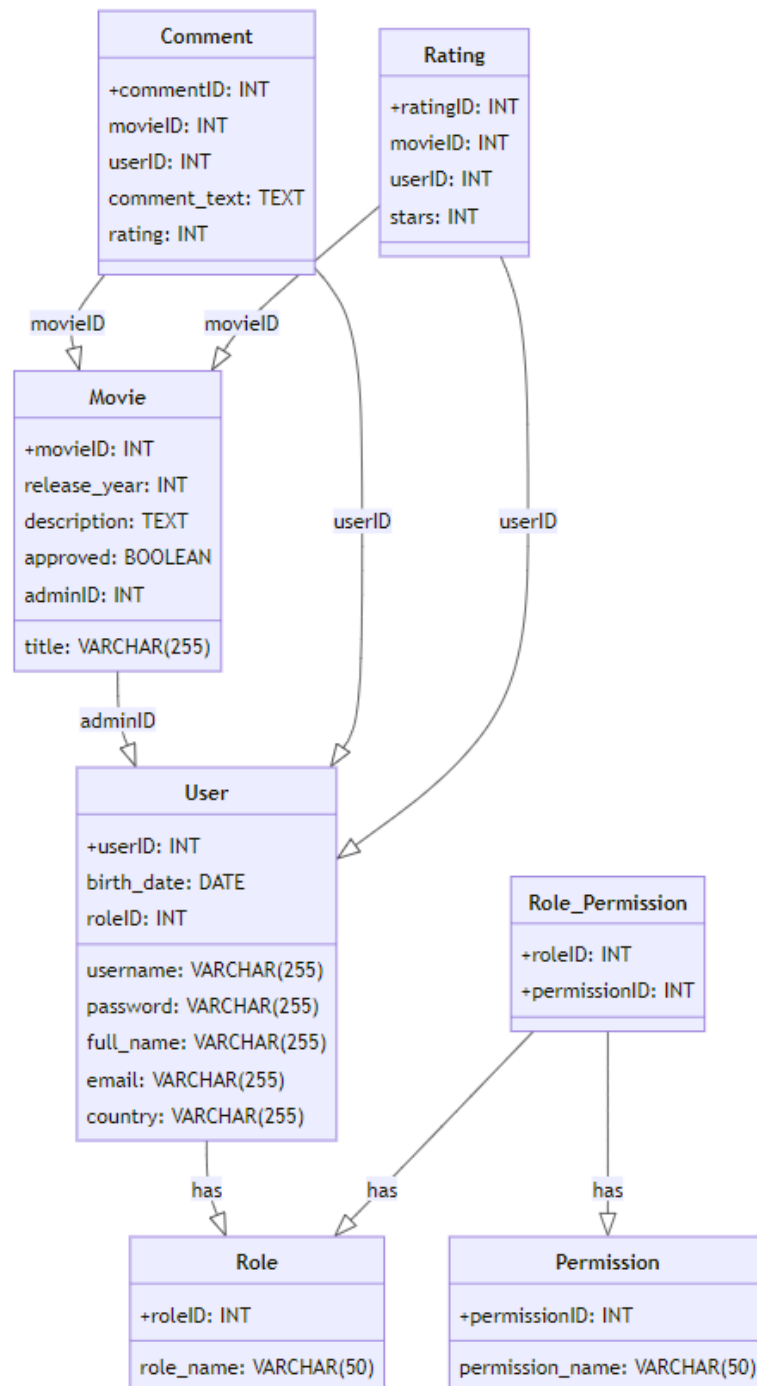 Comment
+commentID: INT
movieID: INT
userID: INT
comment_text: TEXT
rating: INT
Rating
+ratingID: INT
movieID: INT
userID: INT
stars: INT
movieID
movieID
Movie
+movieID: INT
release_year: INT
description: TEXT
approved: BOOLEAN
adminID: INT
title: VARCHAR(255)
userID
userID
adminID
User
+userID: INT
birth_date: DATE
roleID: INT
username: VARCHAR(255)
password: VARCHAR(255)
full_name: VARCHAR(255)
email: VARCHAR(255)
country: VARCHAR(255)
Role_Permission
+roleID: INT
+permissionID: INT
has
has
has
Role
+roleID: INT
role_name: VARCHAR(50)
Permission
+permissionID: INT
permission_name: VARCHAR(50)